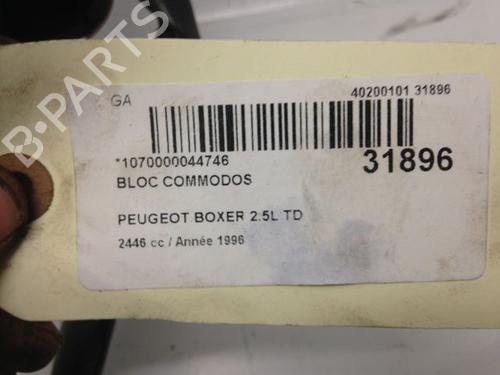 B-PARTS
GA
40200101 31896
*1070000044746
31896
BLOC COMMODOS
PEUGEOT BOXER 2.5L TD
2446 cc / Année 1996